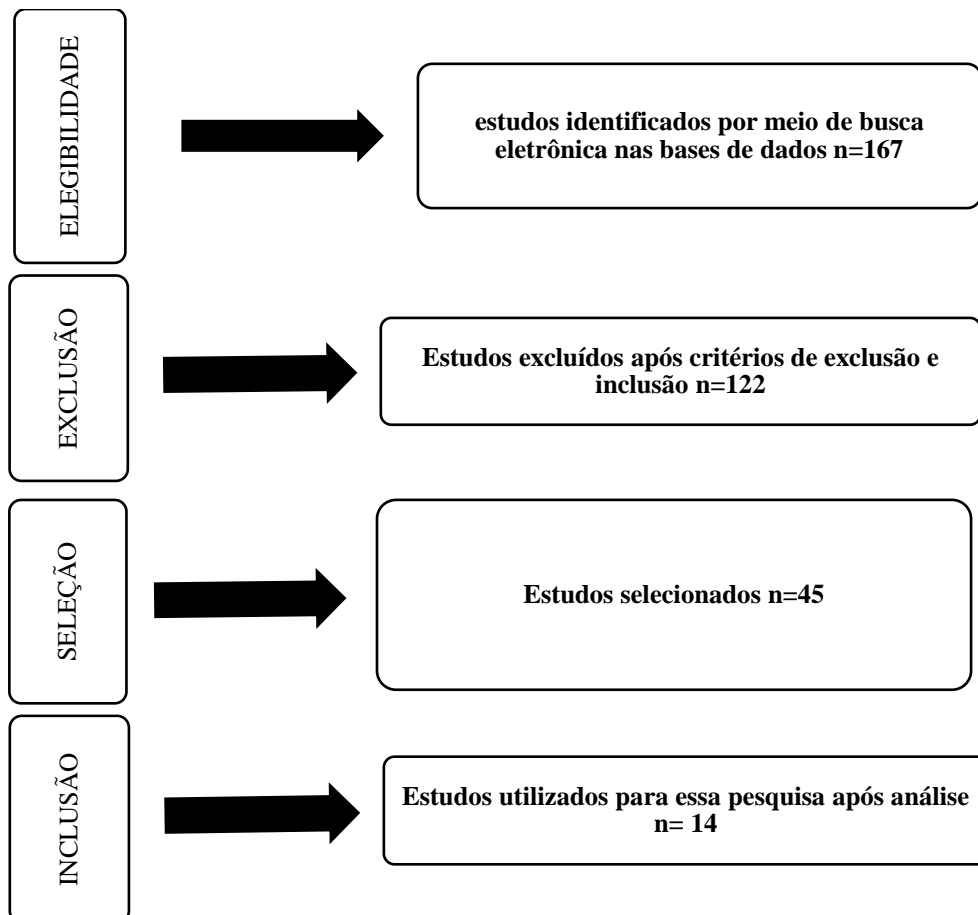 ELEGIBILIDADE
estudos identificados por meio de busca
eletrônica nas bases de dados n=167
EXCLUSÃO
Estudos excluídos após critérios de exclusão e
inclusão n=122
SELEÇÃO
Estudos selecionados n=45
INCLUSÃO
Estudos utilizados para essa pesquisa após análise
n= 14